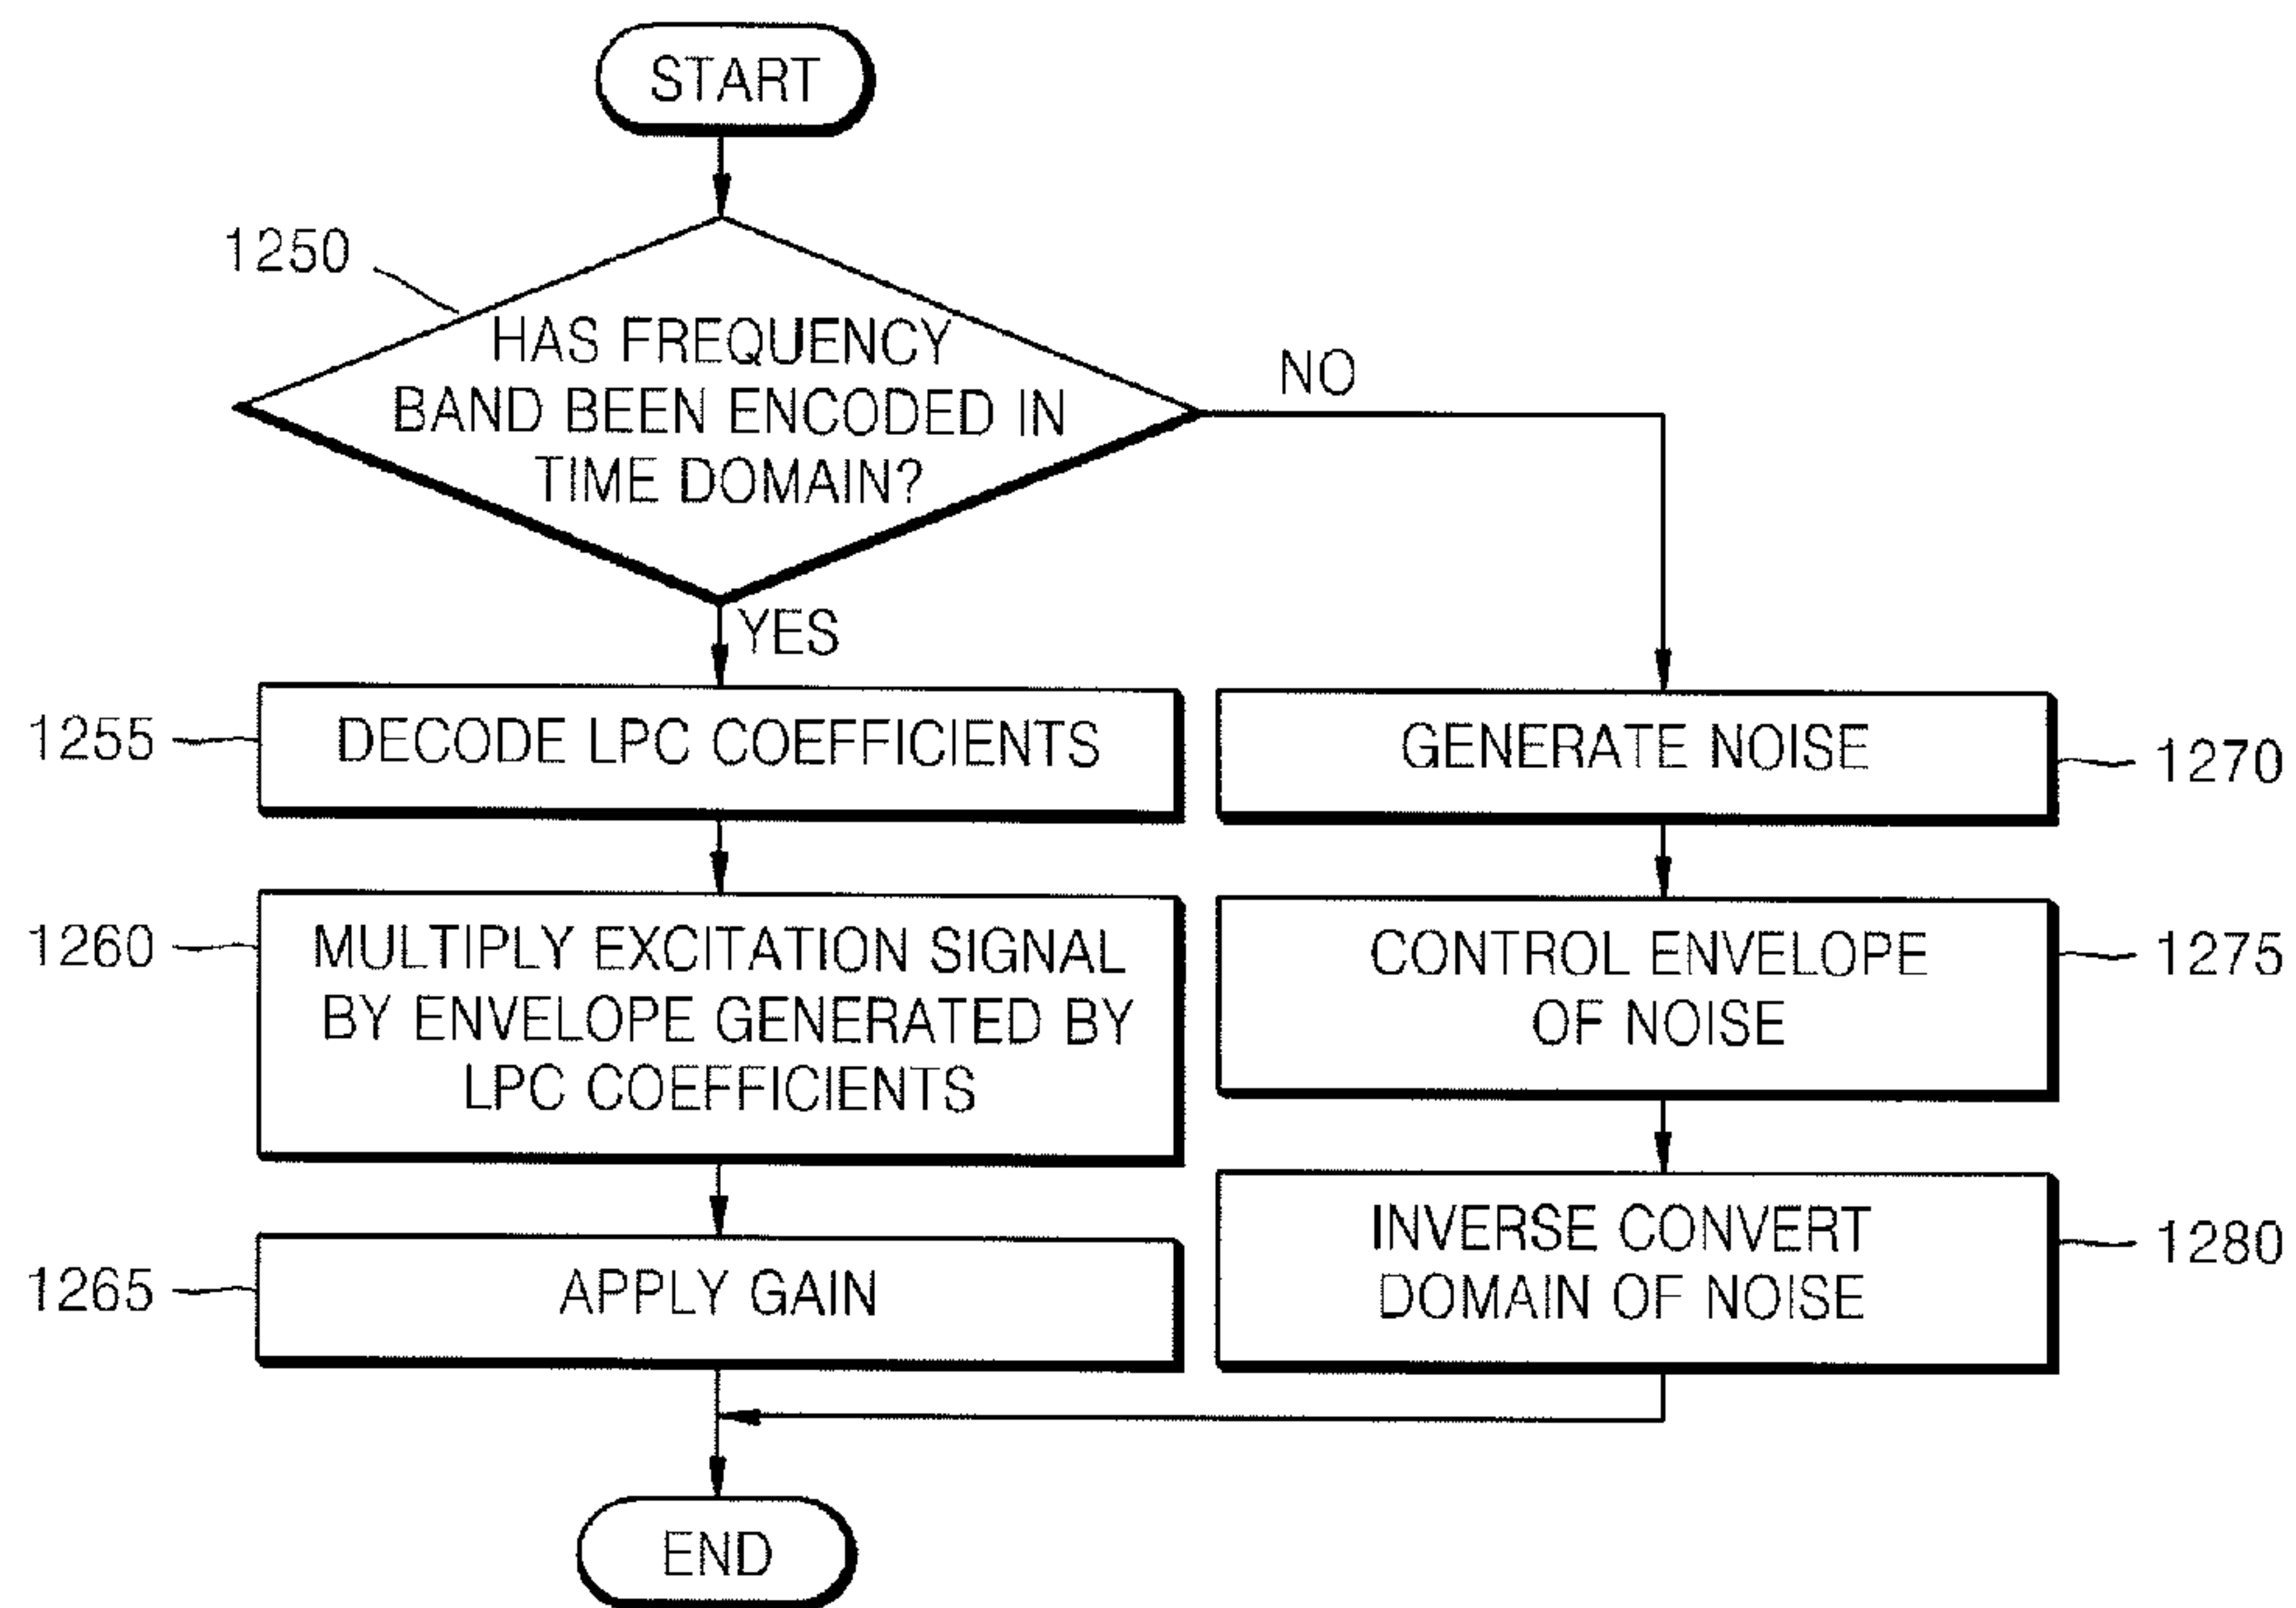 START
1250
HAS FREQUENCY
BAND BEEN ENCODED IN
TIME DOMAIN?
NO
YES
1255
DECODE LPC COEFFICIENTS
GENERATE NOISE
1270
1260
MULTIPLY EXCITATION SIGNAL
BY ENVELOPE GENERATED BY
LPC COEFFICIENTS
CONTROL ENVELOPE
OF NOISE
1275
1265
APPLY GAIN
INVERSE CONVERT
DOMAIN OF NOISE
1280
END